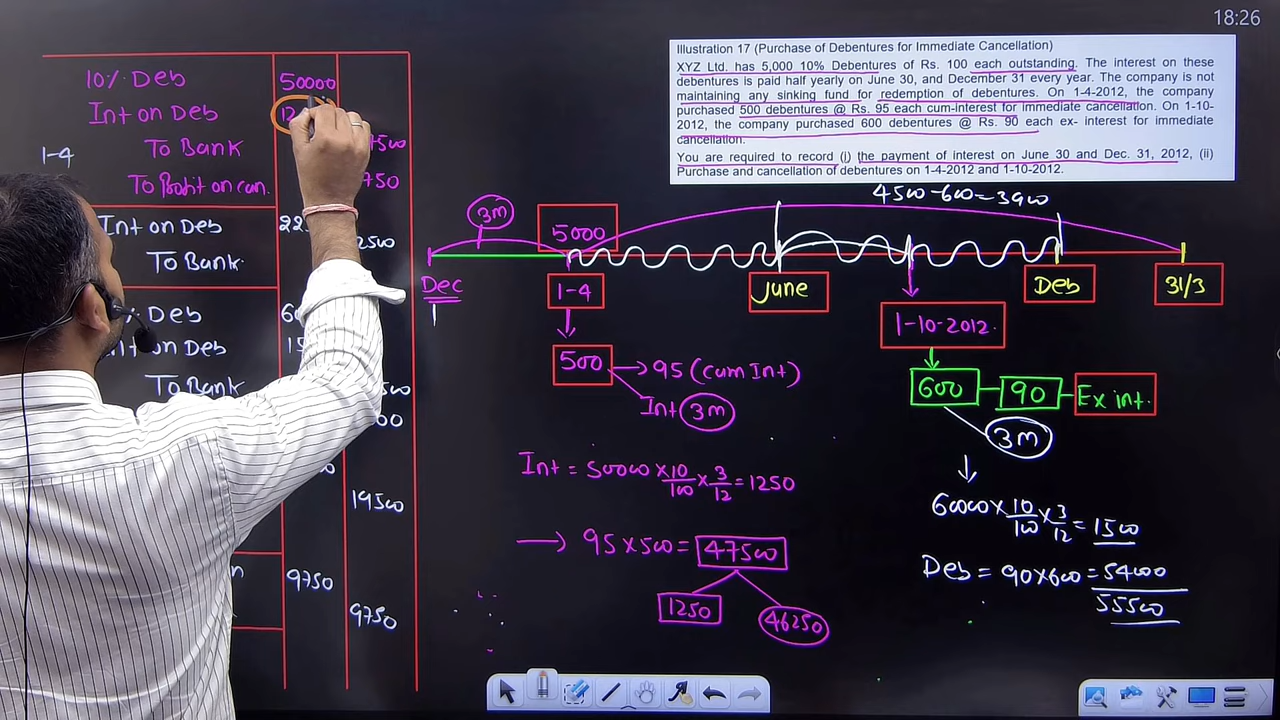 18:26
Illustration 17 (Purchase of Debentures for Immediate Cancellation)
XYZ Ltd. has 5,000 10% Debentures of Rs. 100 each outstanding. The interest on these
debentures is paid half yearly on June 30, and December 31 every year. The company is not
maintaining any sinking fund for redemption of debentures. On 1-4-2012, the company
purchased 500 debentures @ Rs. 95 each cum-interest for immediate cancellation. On 1-10-
2012, the company purchased 600 debentures @ Rs. 90 each ex- interest for immediate
cancellation.
You are required to record (i) the payment of interest on June 30 and Dec. 31, 2012, (ii)
Purchase and cancellation of debentures on 1-4-2012 and 1-10-2012.
10% Deb 50000
Int on Deb
1-4 To Bank
To Profit on can. 750
Int on Deb
To Bank
Deb
Int on Deb
To Bank
19500
9750
9750
4500-600=3900
3m 5000
Dec 1-4 June Deb 31/3
1-10-2012.
500 → 95 (cum Int)
Int 3m
600 - 90 - Ex int.
3m
Int = 50000 × 10/100 × 3/12 = 1250
60000 × 10/100 × 3/12 = 1500
→ 95 × 500 = 47500
Deb = 90×600 = 54000
55500
1250 46250